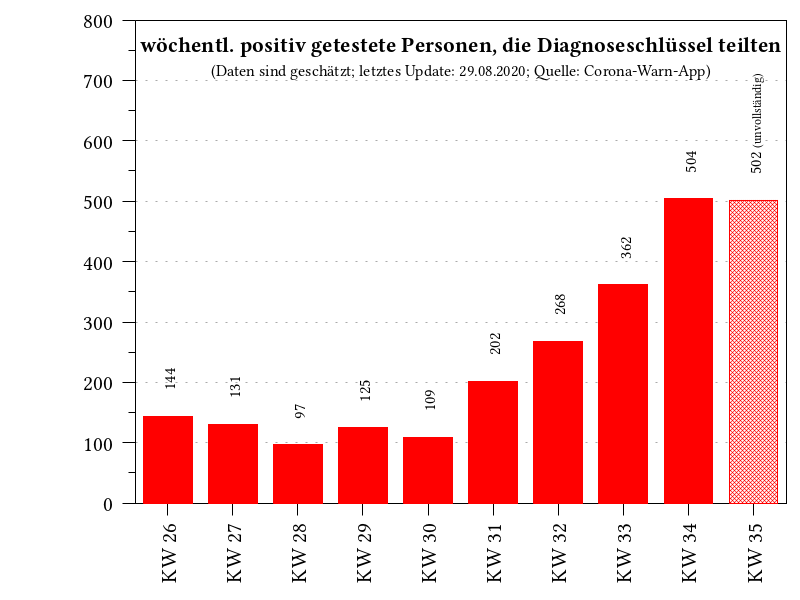 wöchentl. positiv getestete Personen, die Diagnoseschlüssel teilten
(Daten sind geschätzt; letztes Update: 29.08.2020; Quelle: Corona-Warn-App)
800
700
600
500
400
300
200
100
0
144
131
97
125
109
202
268
362
504
502 (unvollständig)
KW 26
KW 27
KW 28
KW 29
KW 30
KW 31
KW 32
KW 33
KW 34
KW 35